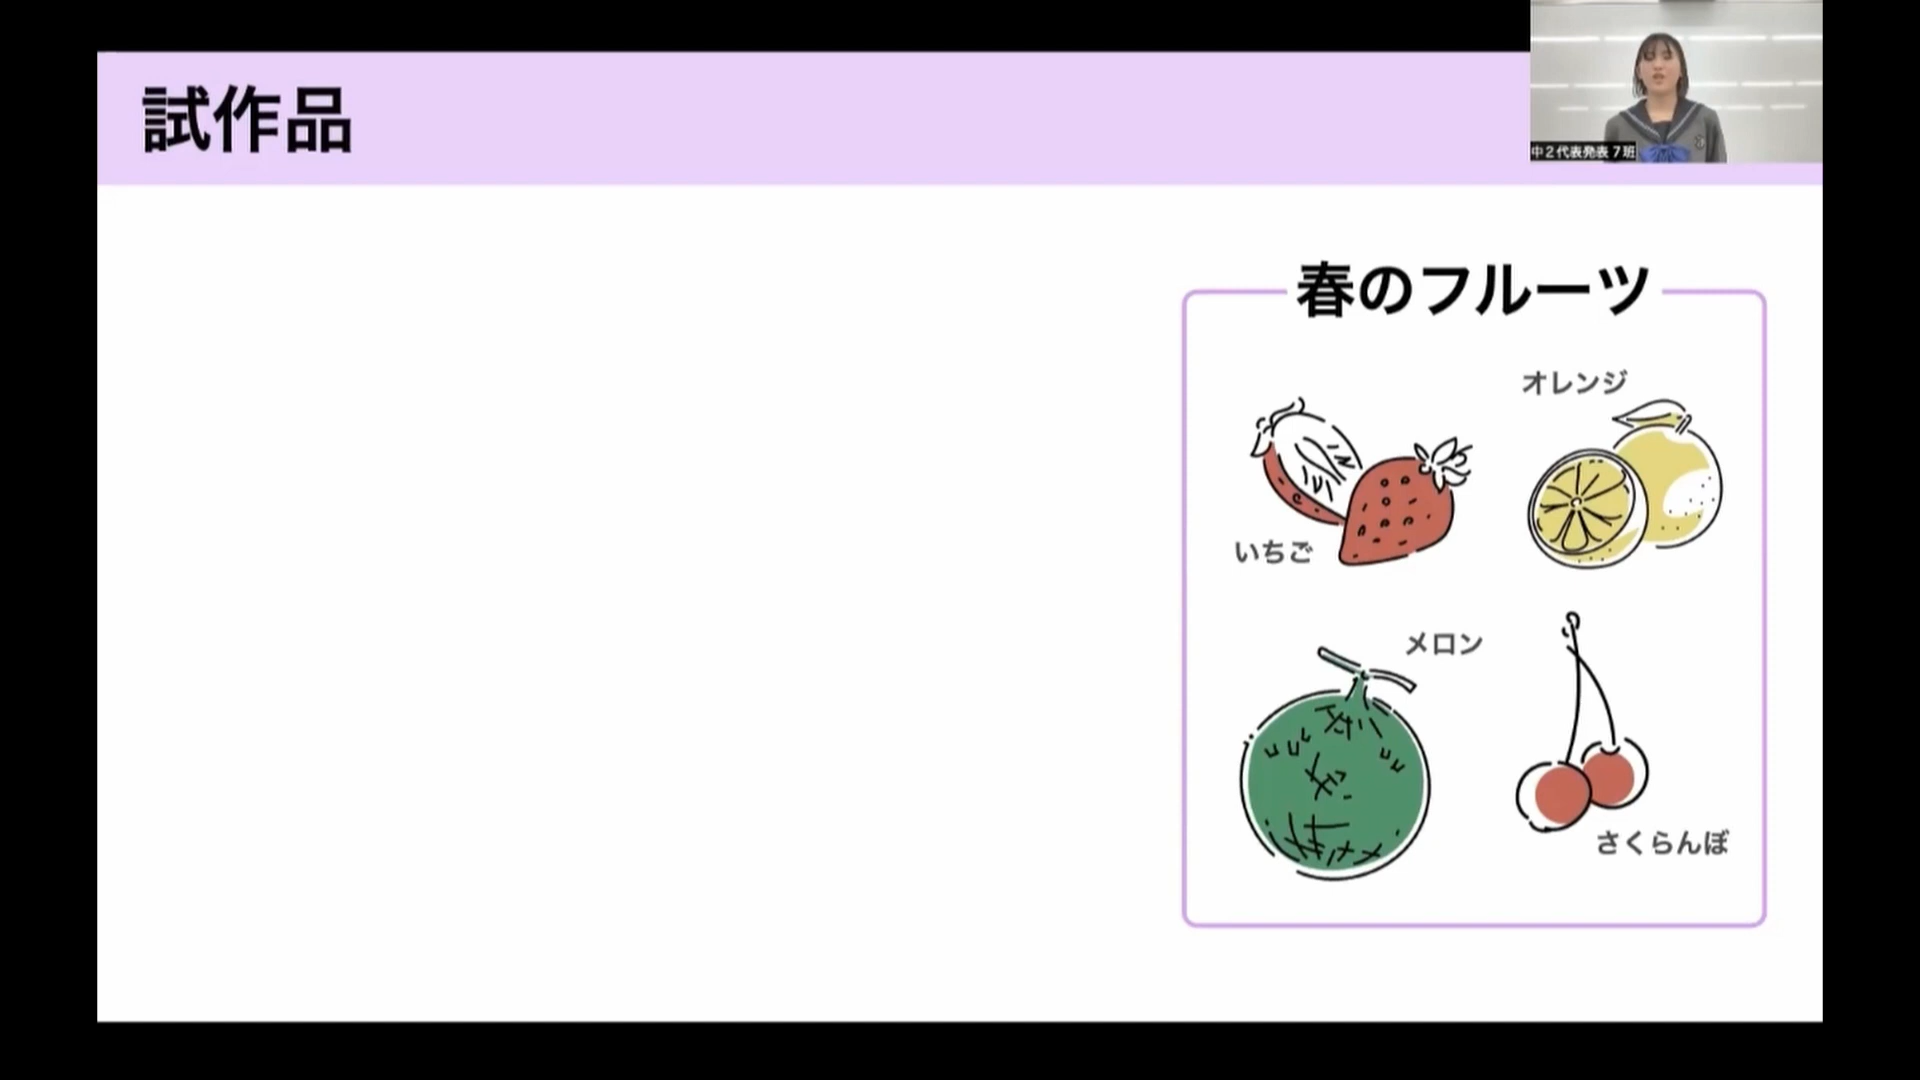 試作品
中2代表発表7班
春のフルーツ
オレンジ
いちご
メロン
さくらんぼ